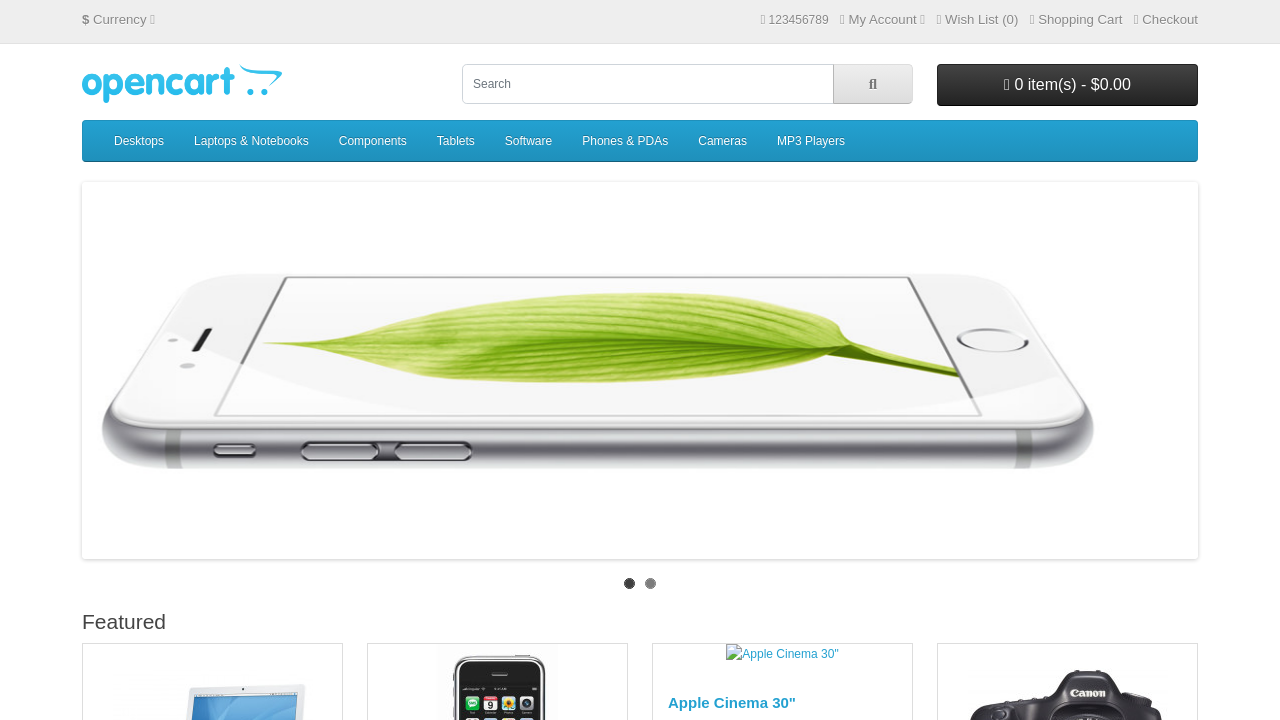 $ Currency
123456789 My Account Wish List (0) Shopping Cart Checkout
opencart
Search
0 item(s) - $0.00
Desktops Laptops & Notebooks Components Tablets Software Phones & PDAs Cameras MP3 Players
Featured
Apple Cinema 30"
Canon
Apple Cinema 30"